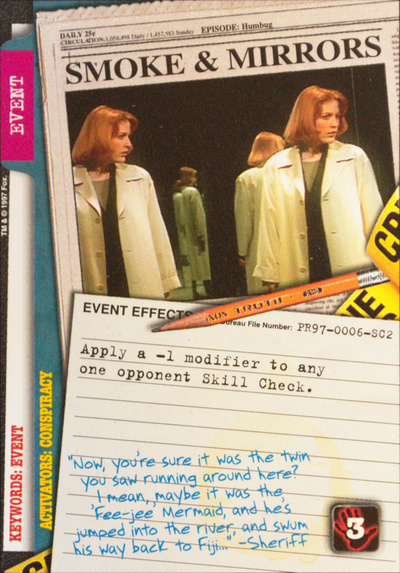 DAILY 25¢
EPISODE: Humbug
CIRCULATION: 1,058,498 Daily / 1,457,583 Sunday
SMOKE & MIRRORS
EVENT
TM & © 1997 Fox.
TRUTH
EVENT EFFECTS
Bureau File Number: PR97-0006-SC2
Apply a -1 modifier to any
one opponent Skill Check.
KEYWORDS: EVENT
ACTIVATORS: CONSPIRACY
"Now, you're sure it was the twin
you saw running around here?
I mean, maybe it was the
'Fee-jee' Mermaid, and he's
jumped into the river, and swum
his way back to Fiji..." -Sheriff
3